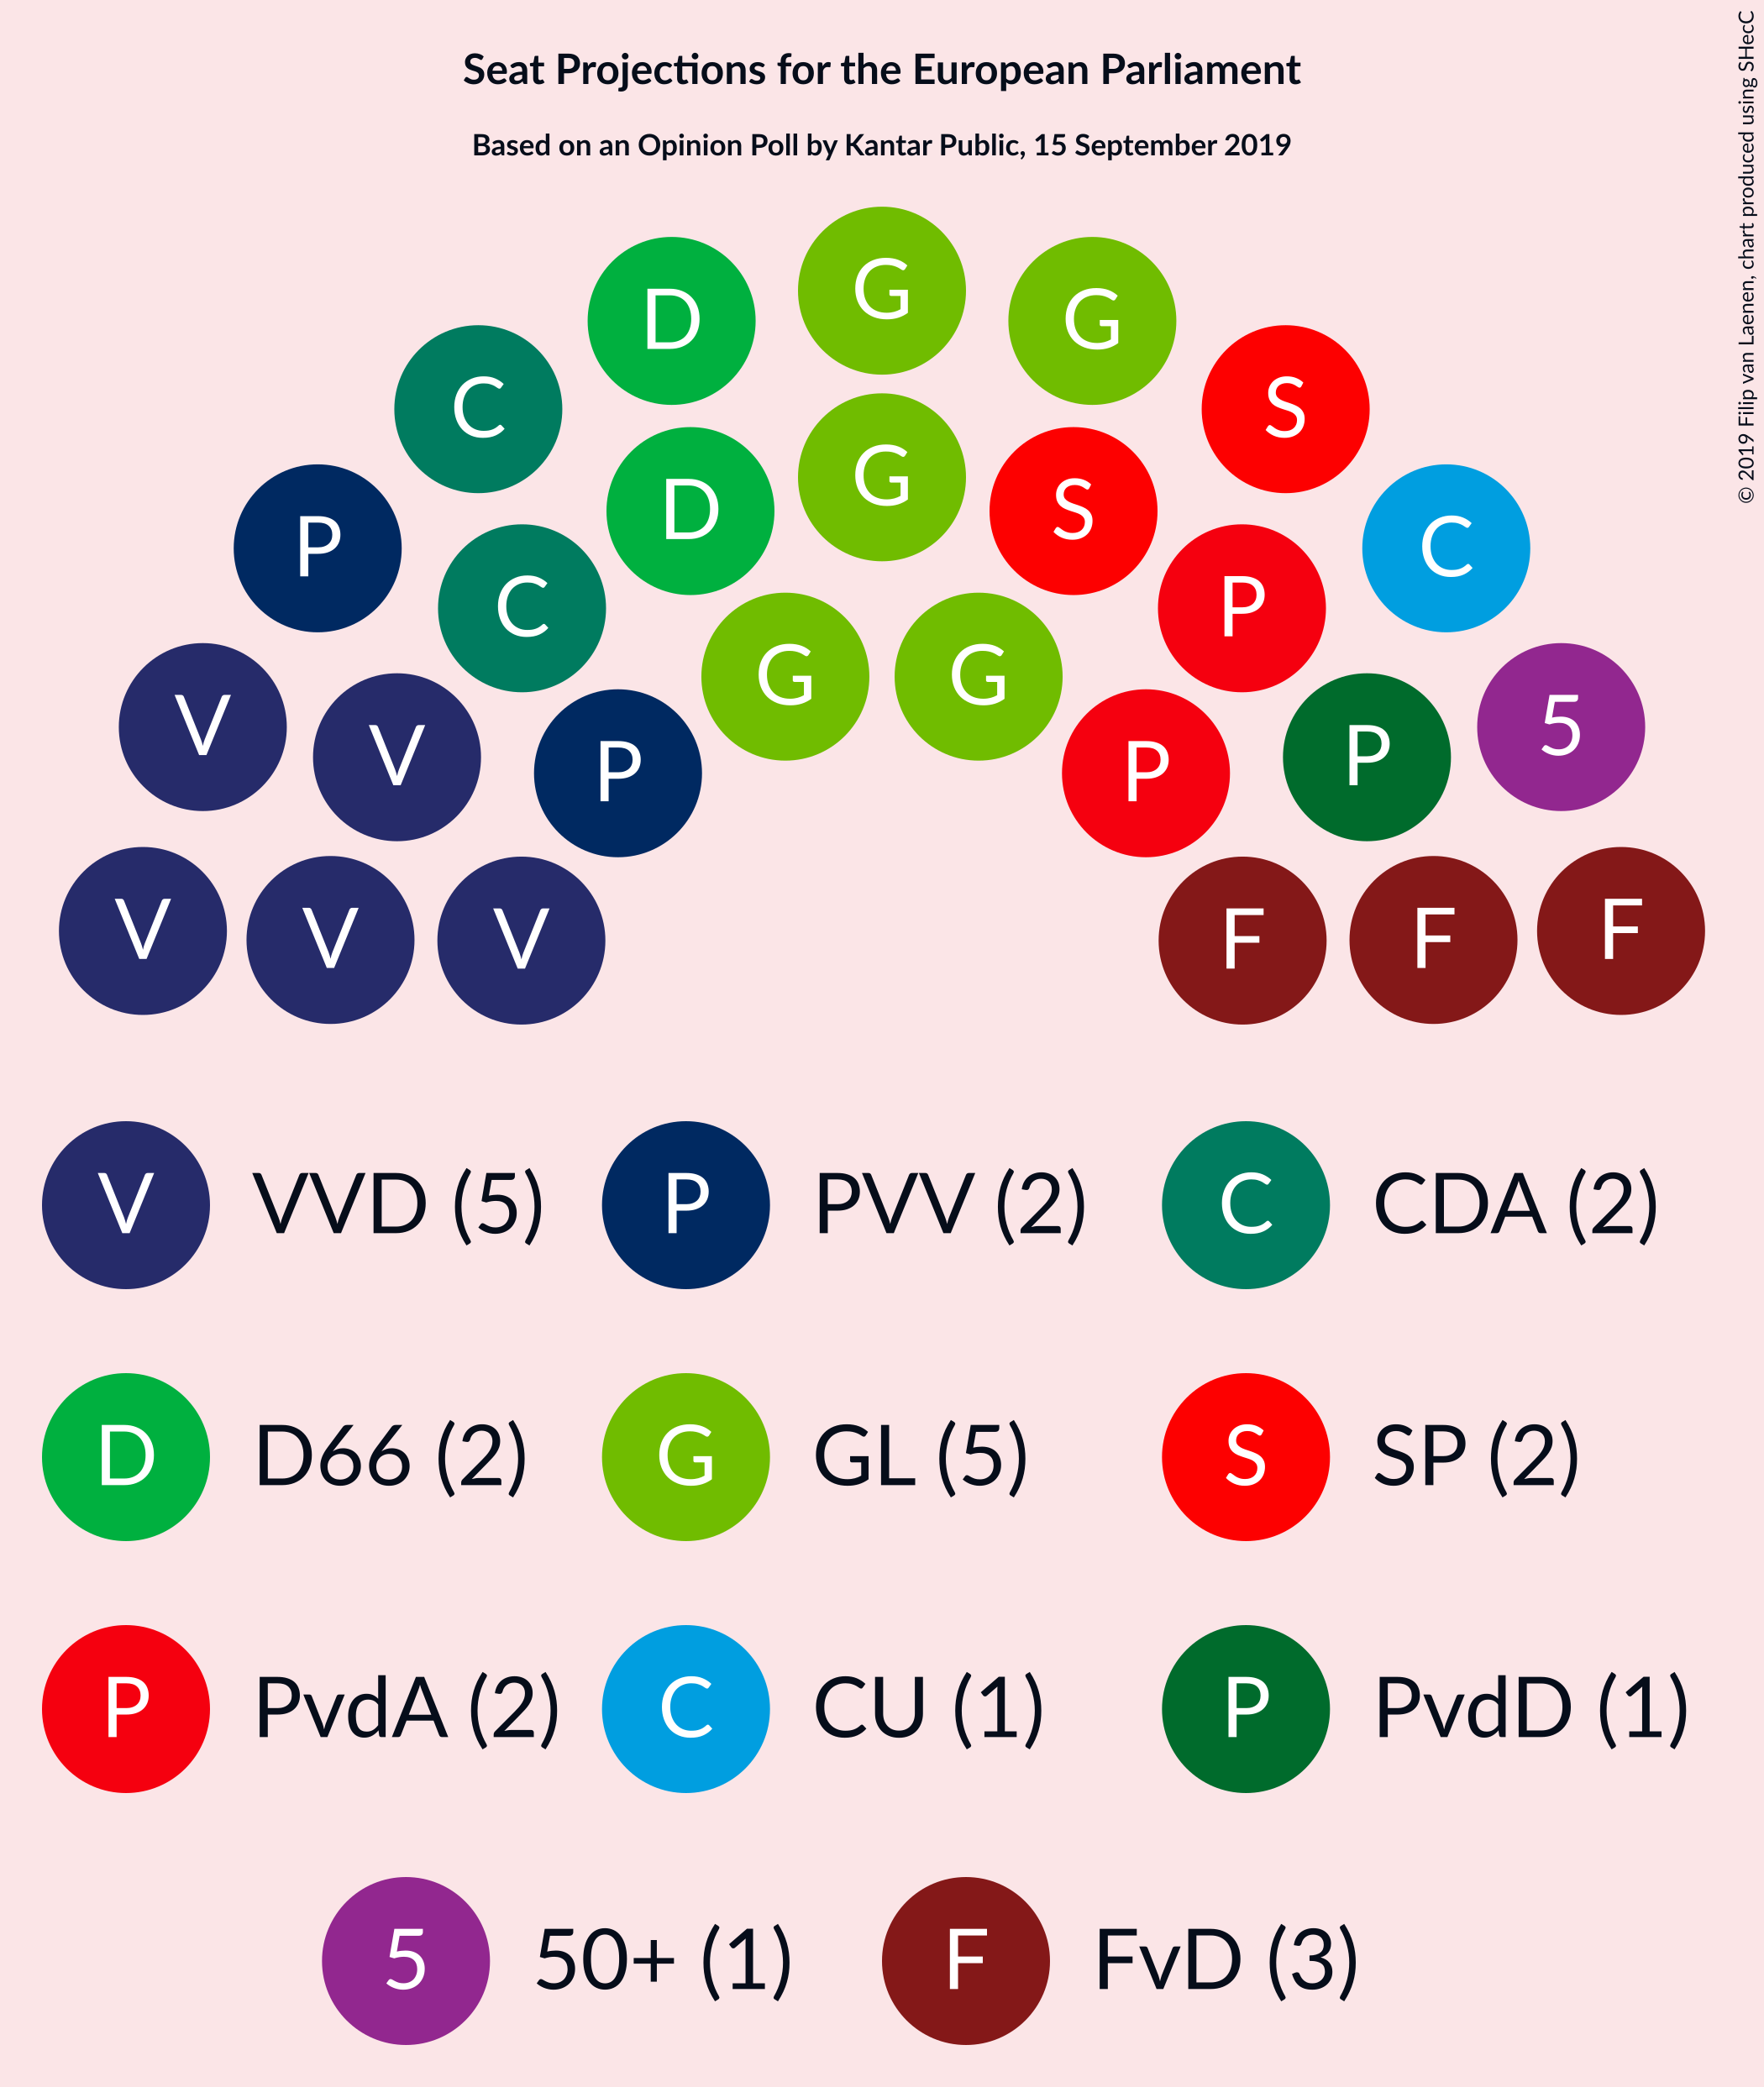 Seat Projections for the European Parliament
Based on an Opinion Poll by Kantar Public, 15 September 2019
© 2019 Filip van Laenen, chart produced using SHecC
G
D G
C S
G
D S
P C
C P
G G
V 5
V P
P P
V F
V V F F
V VVD (5) P PVV (2) C CDA (2)
D D66 (2) G GL (5) S SP (2)
P PvdA (2) C CU (1) P PvdD (1)
5 50+ (1) F FvD (3)